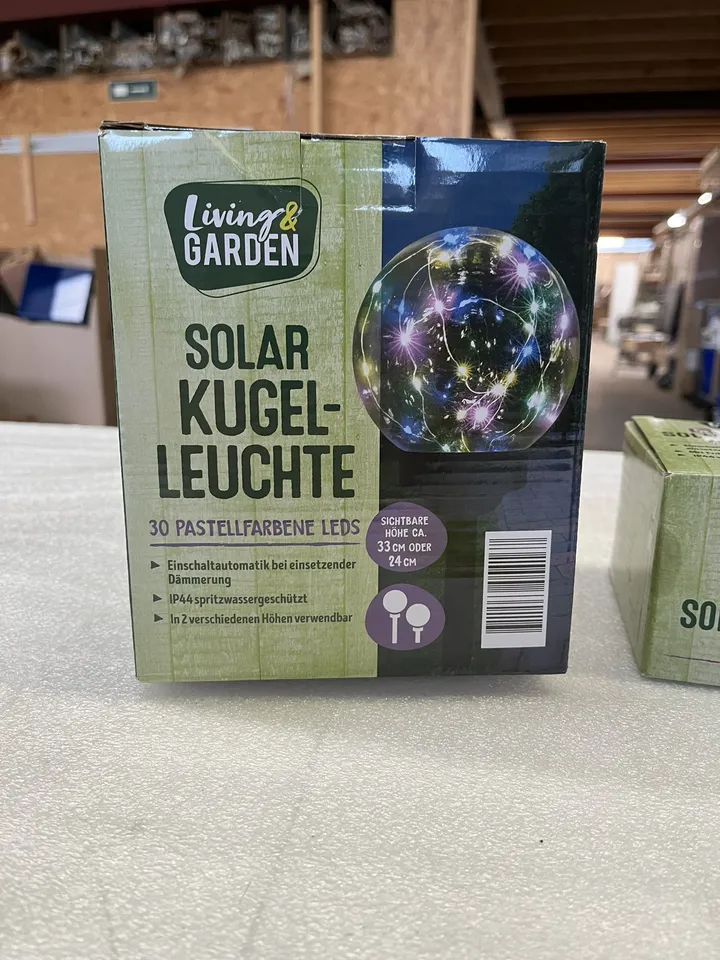 Living&
GARDEN
SOLAR
KUGEL-
LEUCHTE
30 PASTELLFARBENE LEDS
► Einschaltautomatik bei einsetzender
Dämmerung
► IP44 spritzwassergeschützt
► In 2 verschiedenen Höhen verwendbar
SICHTBARE
HÖHE CA.
33 CM ODER
24 CM